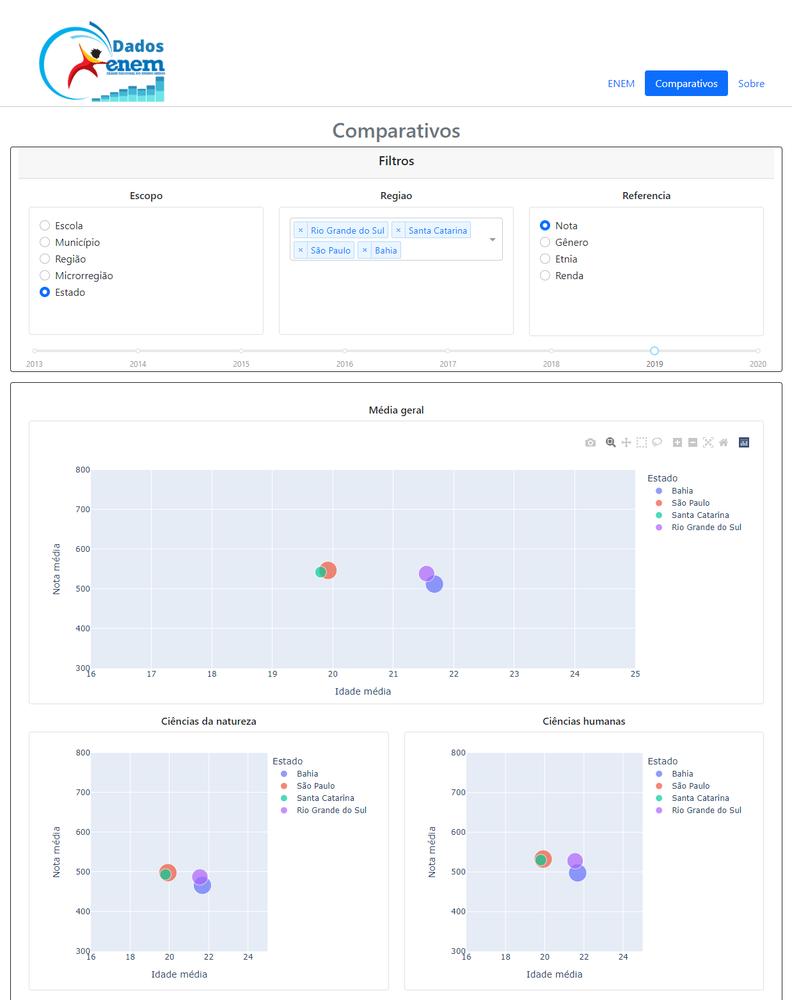 Dados
enem
EXAME NACIONAL DO ENSINO MÉDIO
ENEM Comparativos Sobre
Comparativos
Filtros
Escopo
Escola
Município
Região
Microrregião
Estado
Regiao
× Rio Grande do Sul × Santa Catarina
× São Paulo × Bahia
Referencia
Nota
Gênero
Etnia
Renda
2013 2014 2015 2016 2017 2018 2019 2020
Média geral
800
700
600
500
400
300
Nota média
16 17 18 19 20 21 22 23 24 25
Idade média
Estado
Bahia
São Paulo
Santa Catarina
Rio Grande do Sul
Ciências da natureza
800
700
600
500
400
300
Nota média
16 18 20 22 24
Idade média
Estado
Bahia
São Paulo
Santa Catarina
Rio Grande do Sul
Ciências humanas
800
700
600
500
400
300
Nota média
16 18 20 22 24
Idade média
Estado
Bahia
São Paulo
Santa Catarina
Rio Grande do Sul